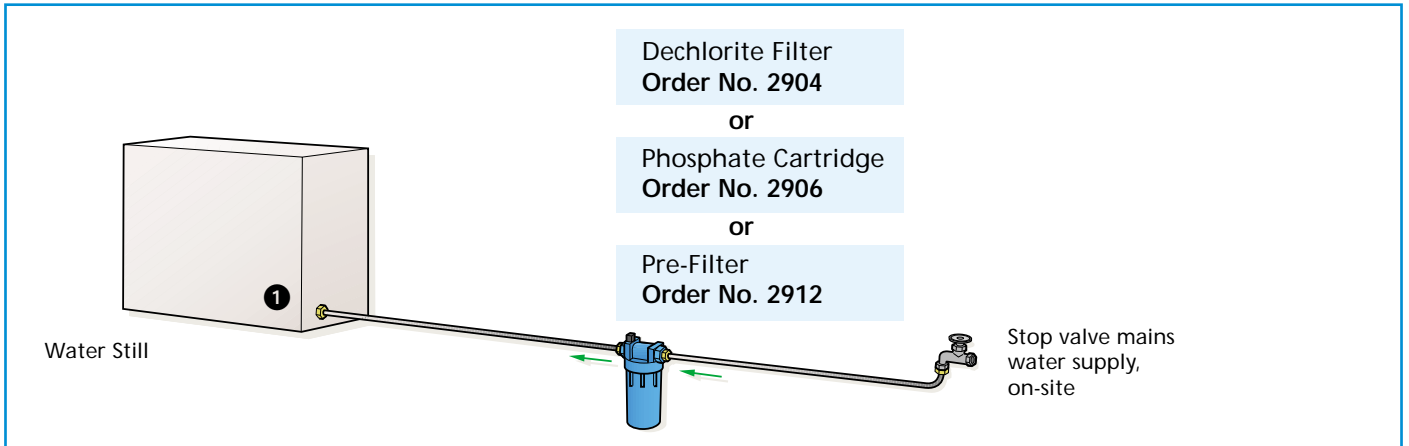 Dechlorite Filter
Order No. 2904
or
Phosphate Cartridge
Order No. 2906
or
Pre-Filter
Order No. 2912
1
Water Still
Stop valve mains
water supply,
on-site